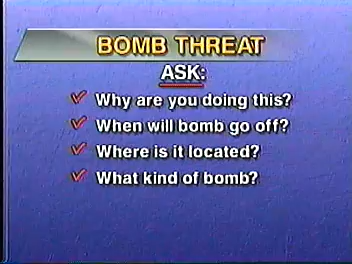 BOMB THREAT
ASK:
Why are you doing this?
When will bomb go off?
Where is it located?
What kind of bomb?